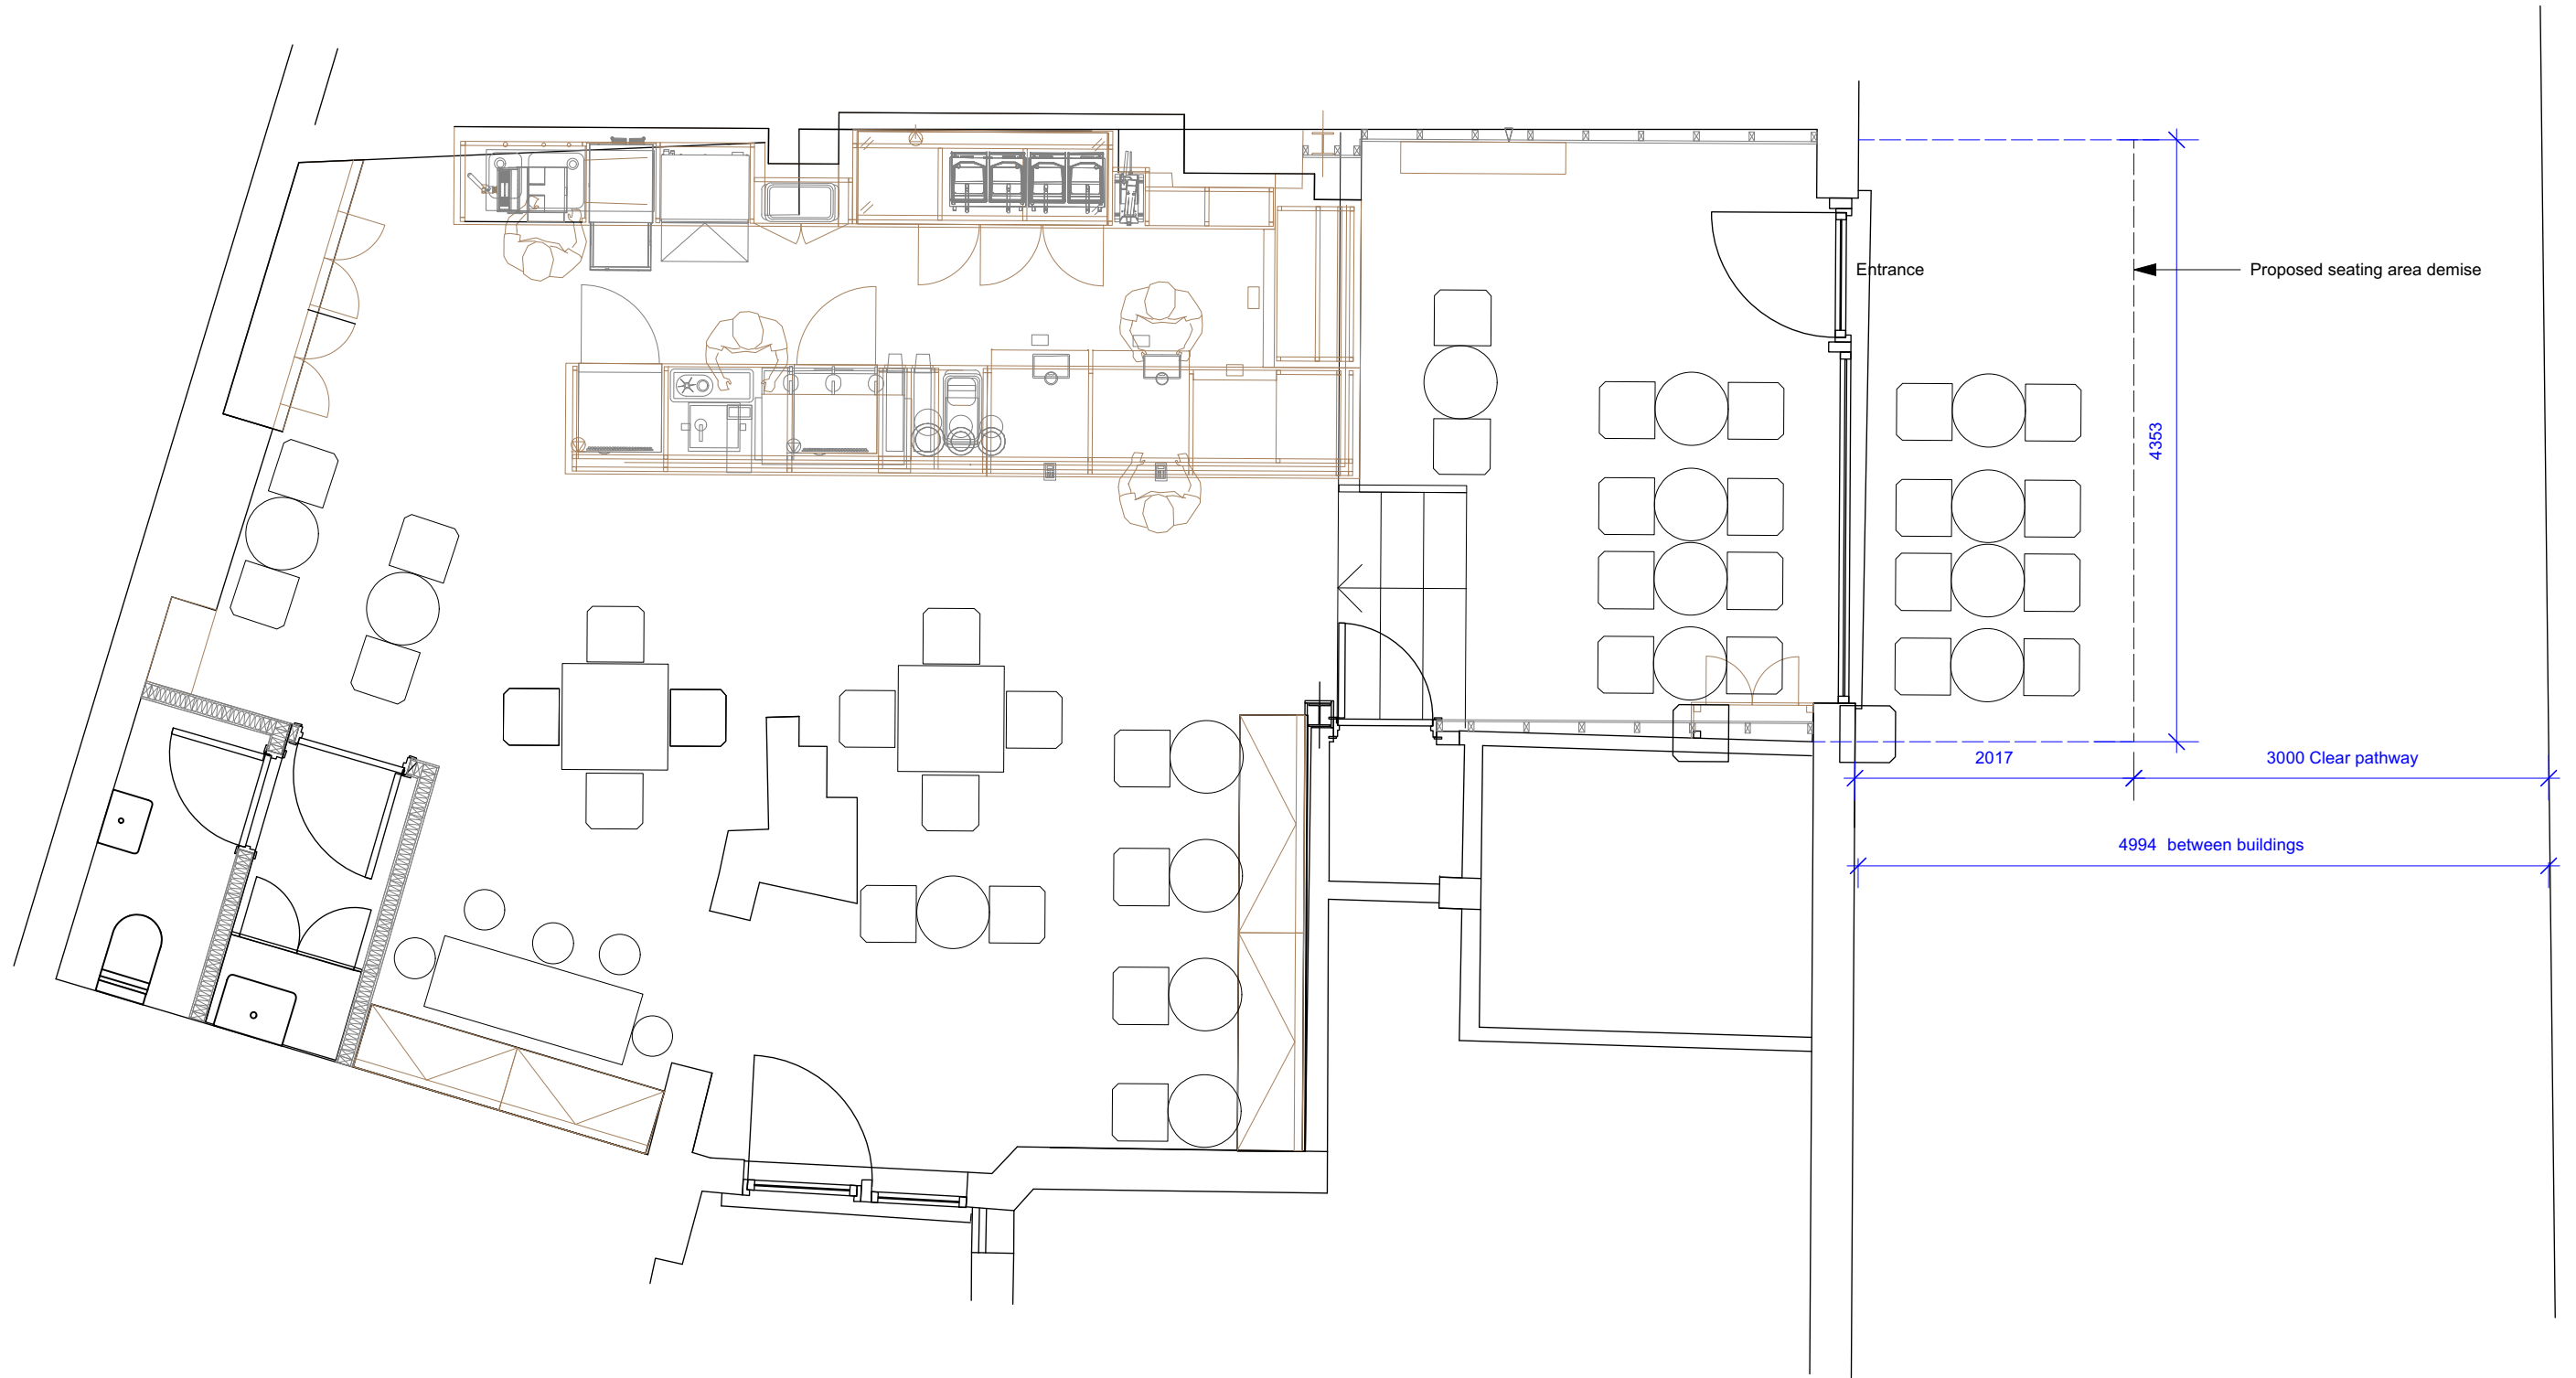 Entrance
Proposed seating area demise
4353
2017
3000 Clear pathway
4994 between buildings